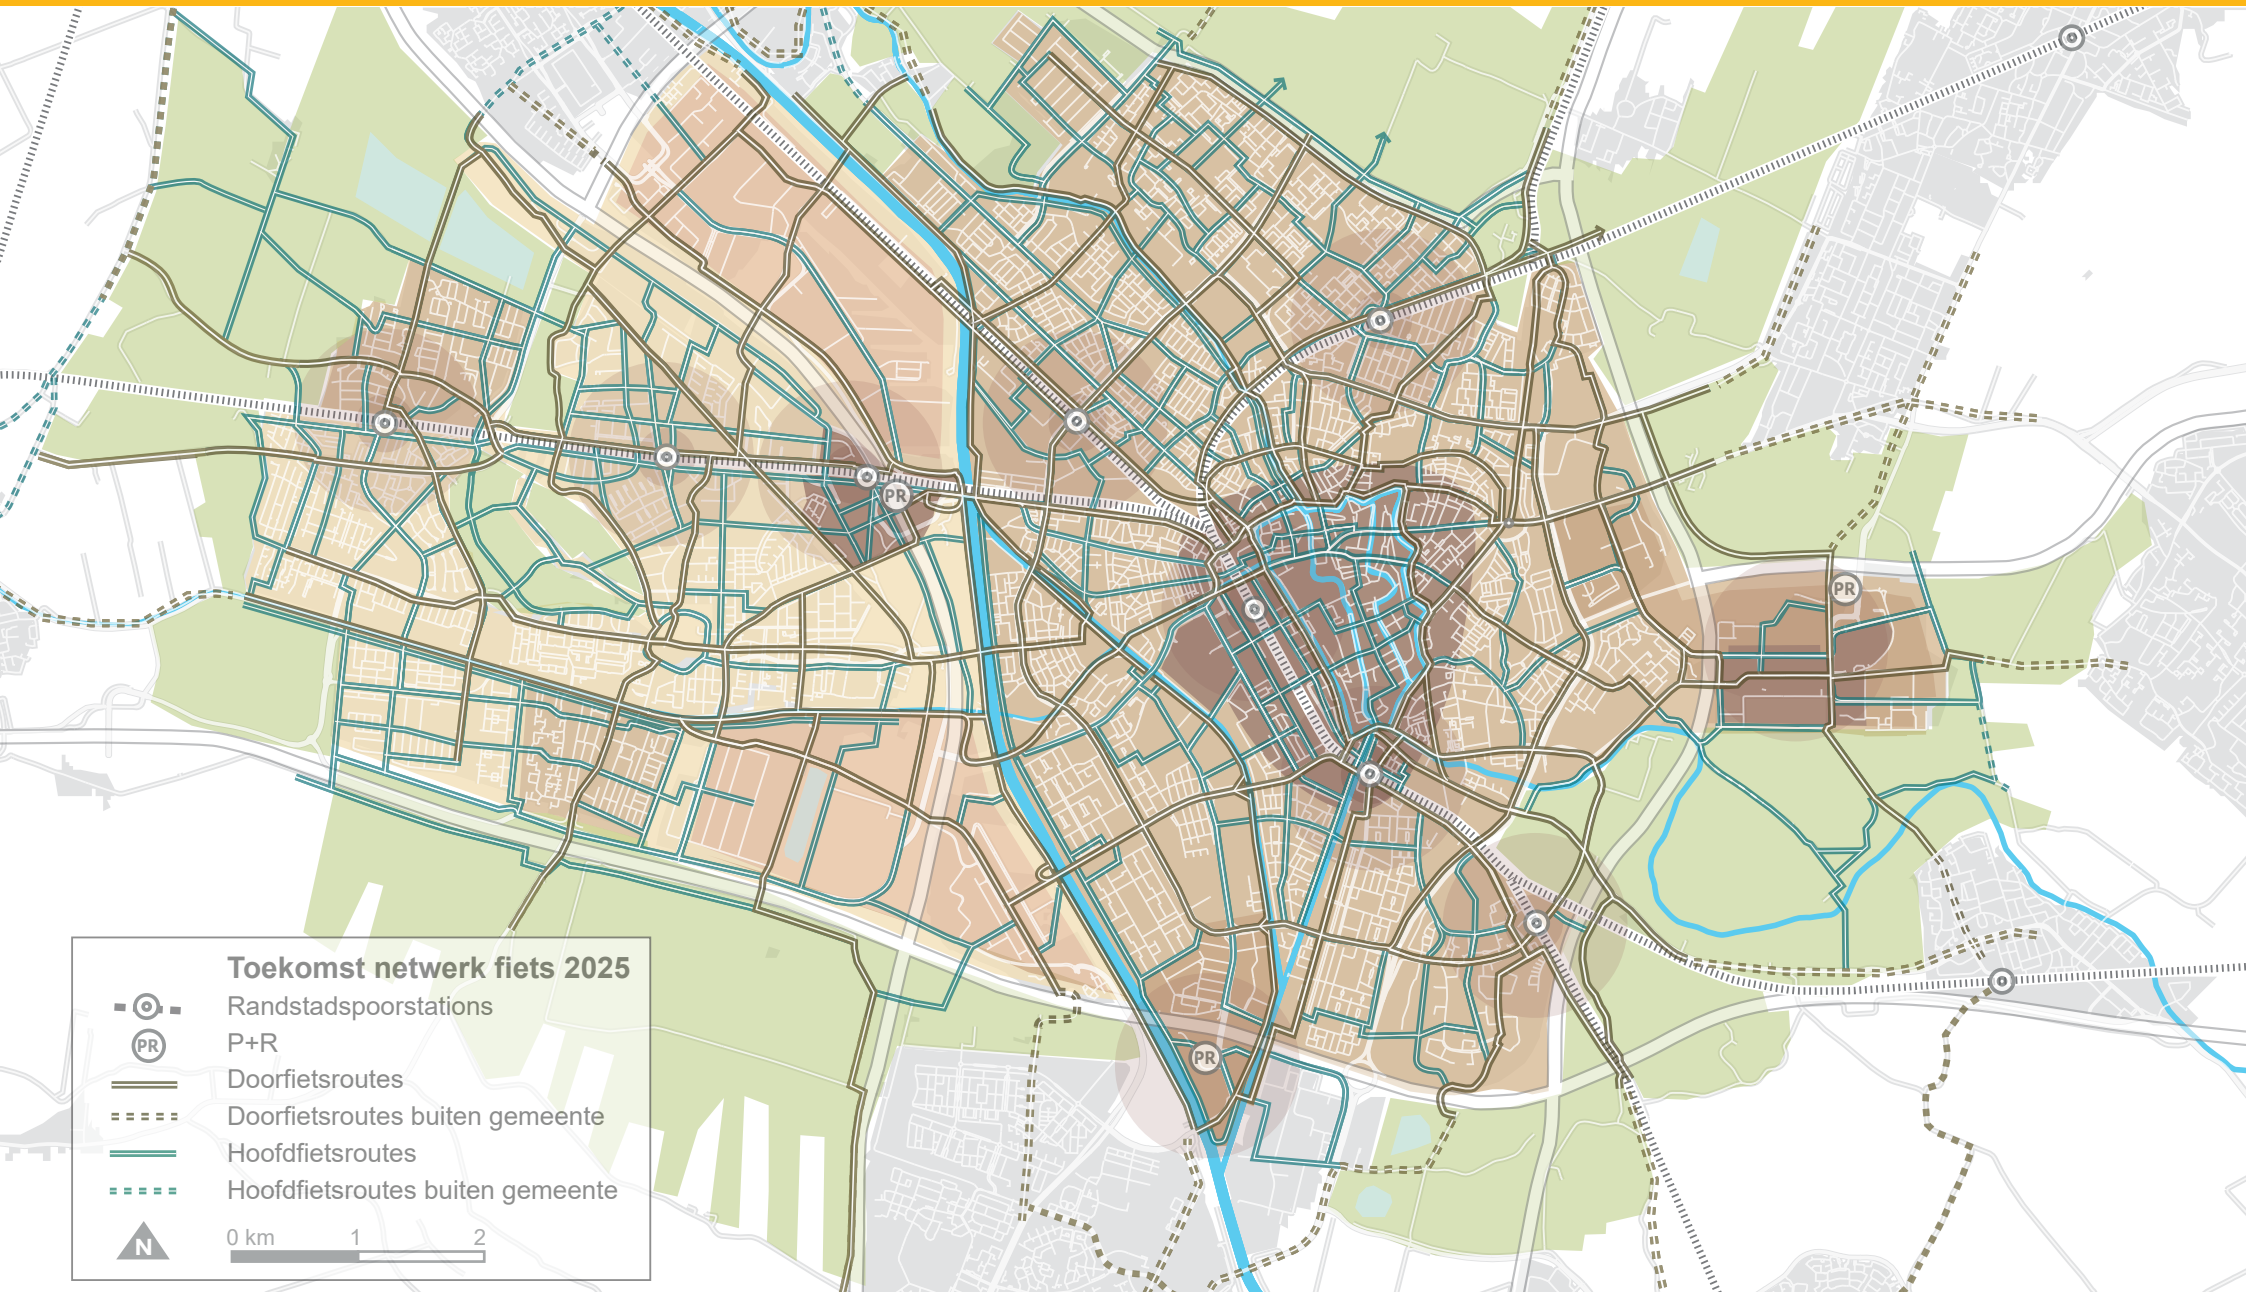 PR
PR
PR
Toekomst netwerk fiets 2025
Randstadspoorstations
PR
P+R
Doorfietsroutes
Doorfietsroutes buiten gemeente
Hoofdfietsroutes
Hoofdfietsroutes buiten gemeente
N
0 km 1 2